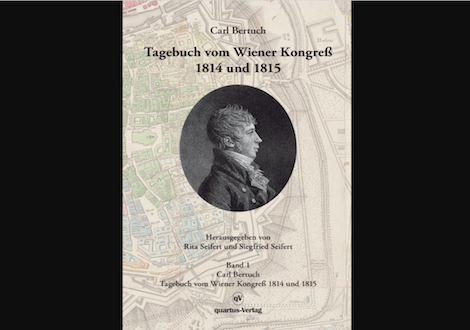 Carl Bertuch
Tagebuch vom Wiener Kongreß
1814 und 1815
Herausgegeben von
Rita Seifert und Siegfried Seifert
Band 1
Carl Bertuch
Tagebuch vom Wiener Kongreß 1814 und 1815
qV
quartus-Verlag